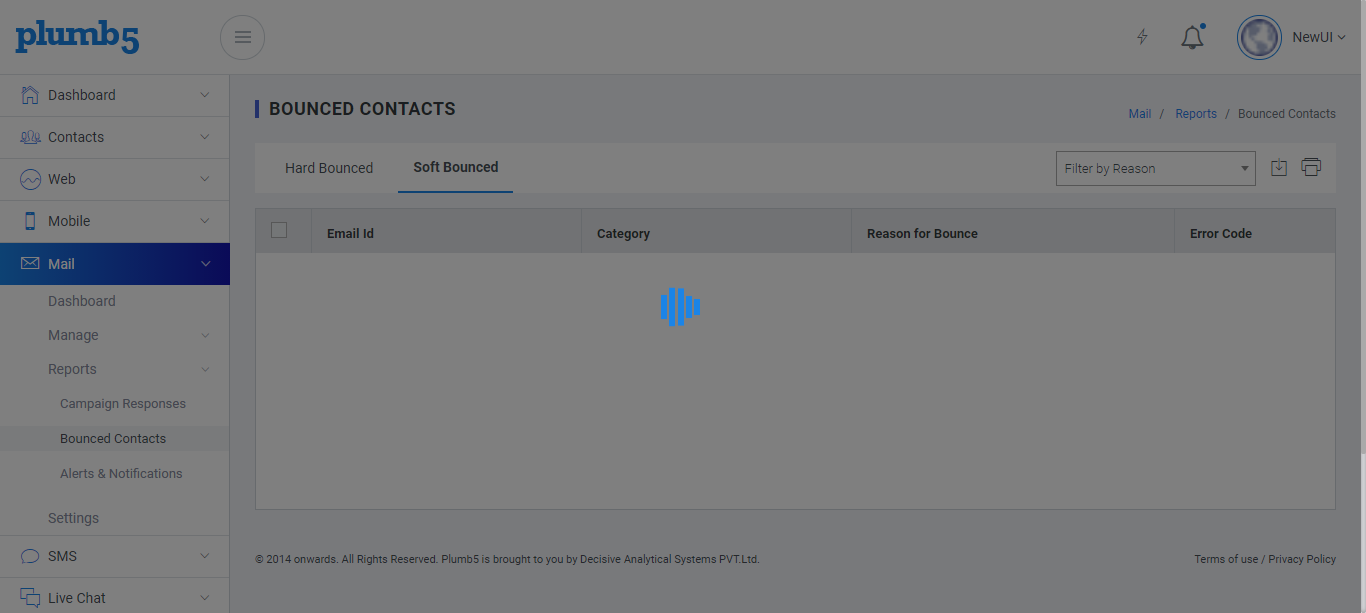 plumb5
NewUI
Dashboard
Contacts
Web
Mobile
Mail
Dashboard
Manage
Reports
Campaign Responses
Bounced Contacts
Alerts & Notifications
Settings
SMS
Live Chat
BOUNCED CONTACTS
Mail / Reports / Bounced Contacts
Hard Bounced Soft Bounced Filter by Reason
Email Id Category Reason for Bounce Error Code
© 2014 onwards. All Rights Reserved. Plumb5 is brought to you by Decisive Analytical Systems PVT.Ltd. Terms of use / Privacy Policy